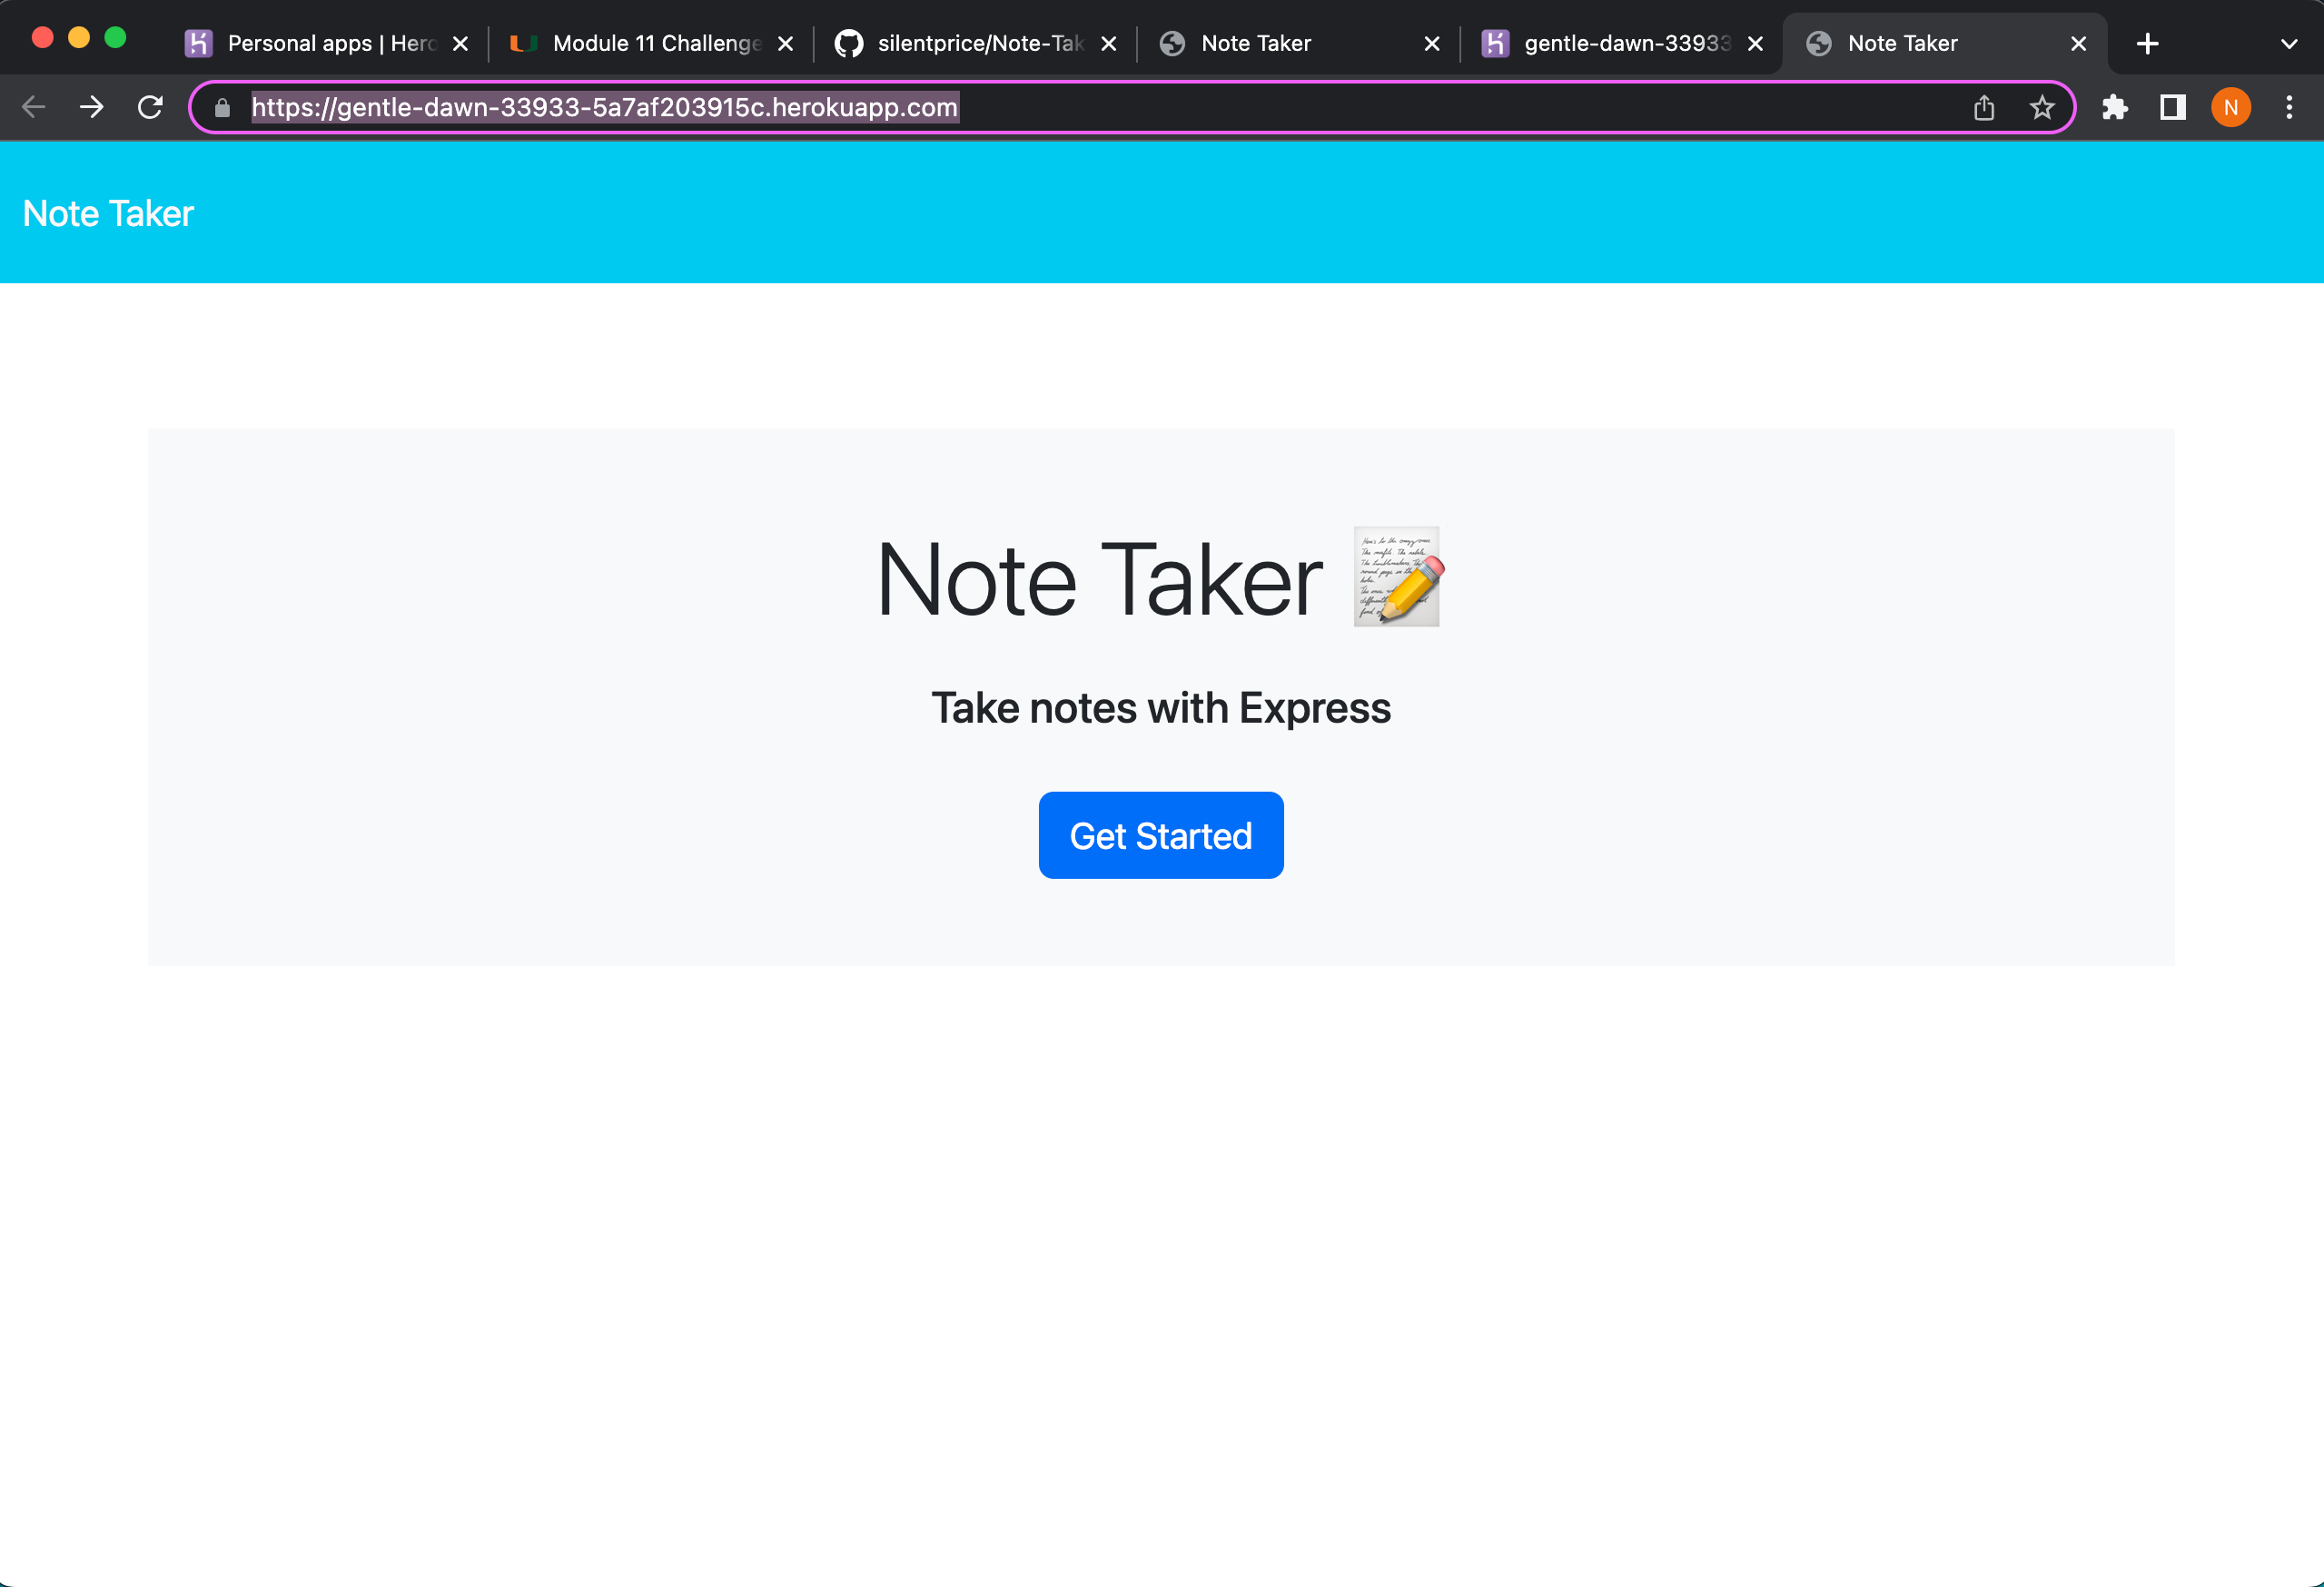 Personal apps | Hero
Module 11 Challenge
silentprice/Note-Tak
Note Taker
gentle-dawn-33933
Note Taker
https://gentle-dawn-33933-5a7af203915c.herokuapp.com
N
Note Taker
Note Taker
Take notes with Express
Get Started